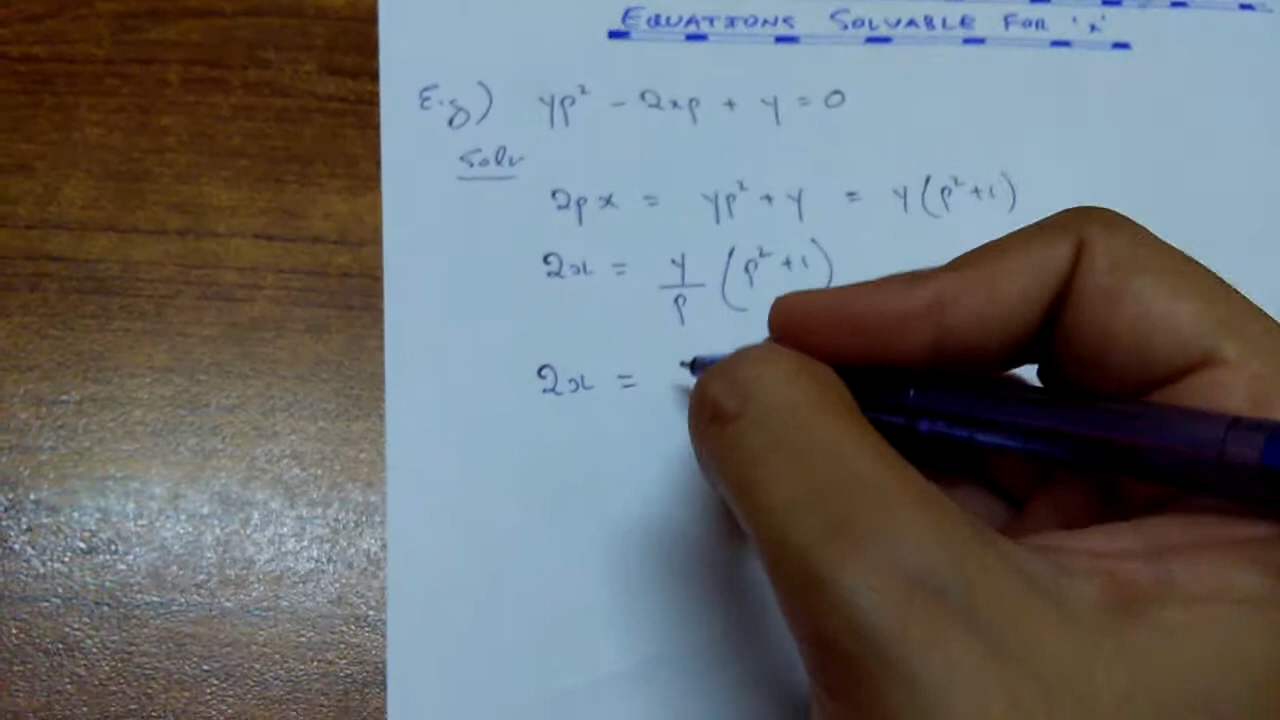 EQUATIONS SOLVABLE FOR 'x'
E.g) yp² - 2xp + y = 0
Soln
2px = yp² + y = y(p²+1)
2x = y/p (p²+1)
2x =